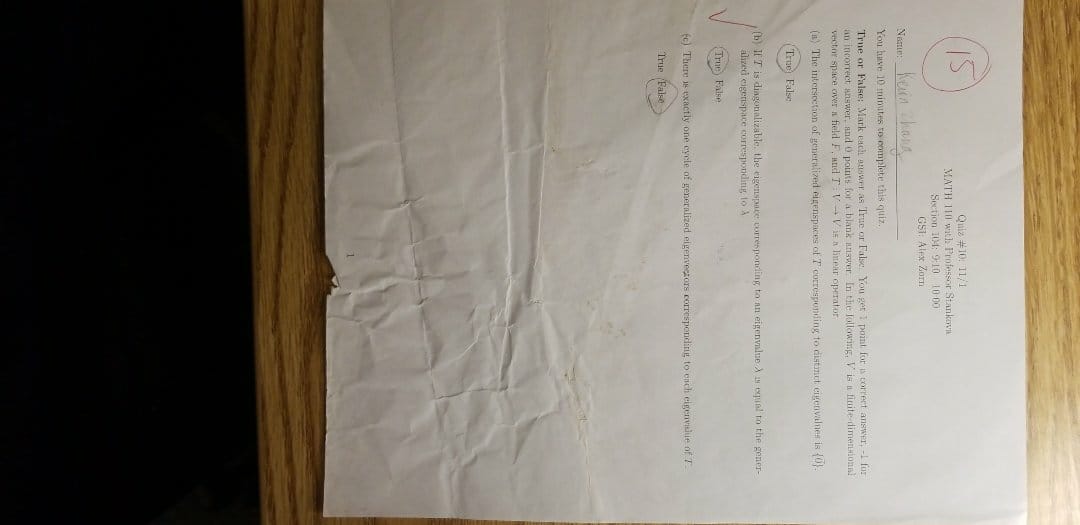 Quiz #10: 11/1
MATH 110 with Professor Stankova
Section 104: 9:10 - 10:00
GSI: Alex Zorn
15
Name: Kevin Zhang
You have 10 minutes to complete this quiz.
True or False: Mark each answer as True or False. You get 1 point for a correct answer, -1 for
an incorrect answer, and 0 points for a blank answer. In the following, V is a finite-dimensional
vector space over a field F, and T : V → V is a linear operator.
(a) The intersection of generalized eigenspaces of T corresponding to distinct eigenvalues is {0}.
True False
(b) If T is diagonalizable, the eigenspace corresponding to an eigenvalue λ is equal to the gener-
alized eigenspace corresponding to λ
True False
(c) There is exactly one cycle of generalized eigenvectors corresponding to each eigenvalue of T.
True False
1